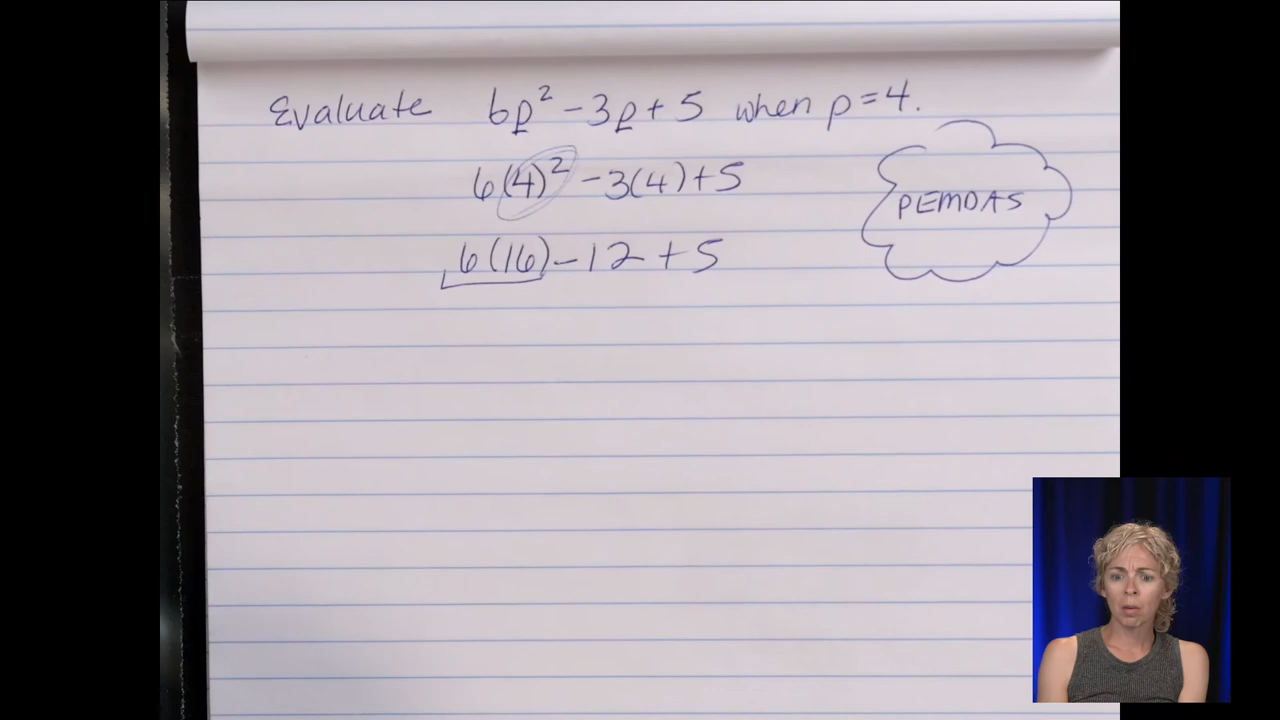 Evaluate 6p² - 3p + 5 when p = 4.
6(4)² - 3(4) + 5
PEMDAS
6(16) - 12 + 5